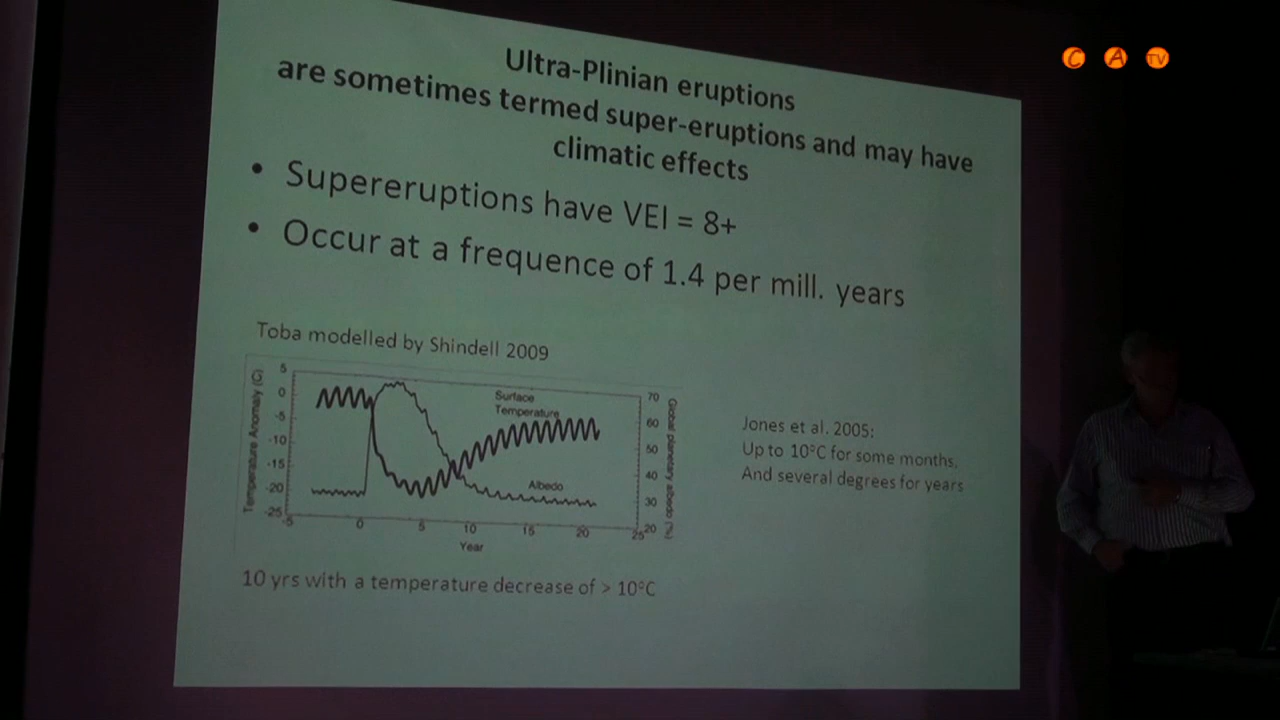 C A TV
Ultra-Plinian eruptions
are sometimes termed super-eruptions and may have
climatic effects
• Supereruptions have VEI = 8+
• Occur at a frequence of 1.4 per mill. years
Toba modelled by Shindell 2009
Temperature Anomaly (C)
5
0
-5
-10
-15
-20
-25
Surface
Temperature
Albedo
70
60
50
40
30
20
Global planetary albedo (%)
-5 0 5 10 15 20 25
Year
Jones et al. 2005:
Up to 10°C for some months,
And several degrees for years
10 yrs with a temperature decrease of > 10°C